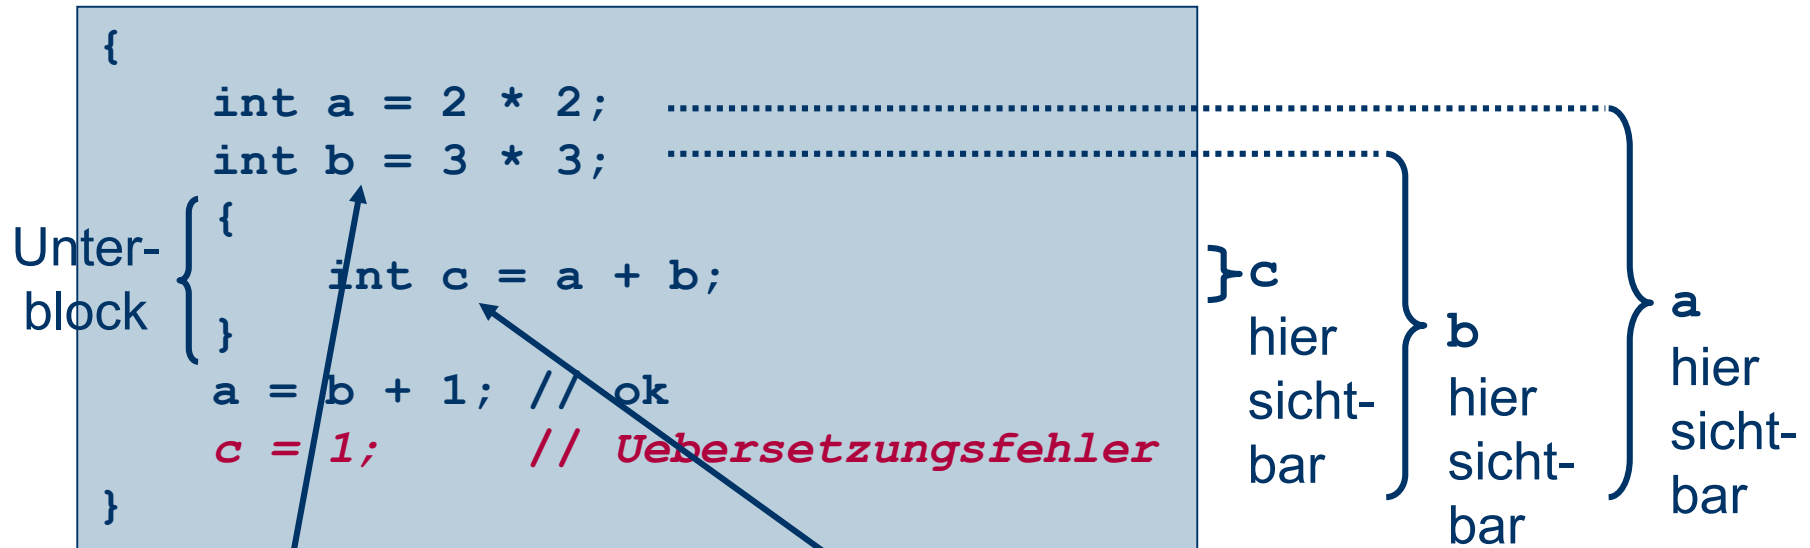 {
int a = 2 * 2;
int b = 3 * 3;
{
int c = a + b;
}
a = b + 1; // ok
c = 1; // Uebersetzungsfehler
}
Unter-
block
c
hier
sicht-
bar
b
hier
sicht-
bar
a
hier
sicht-
bar